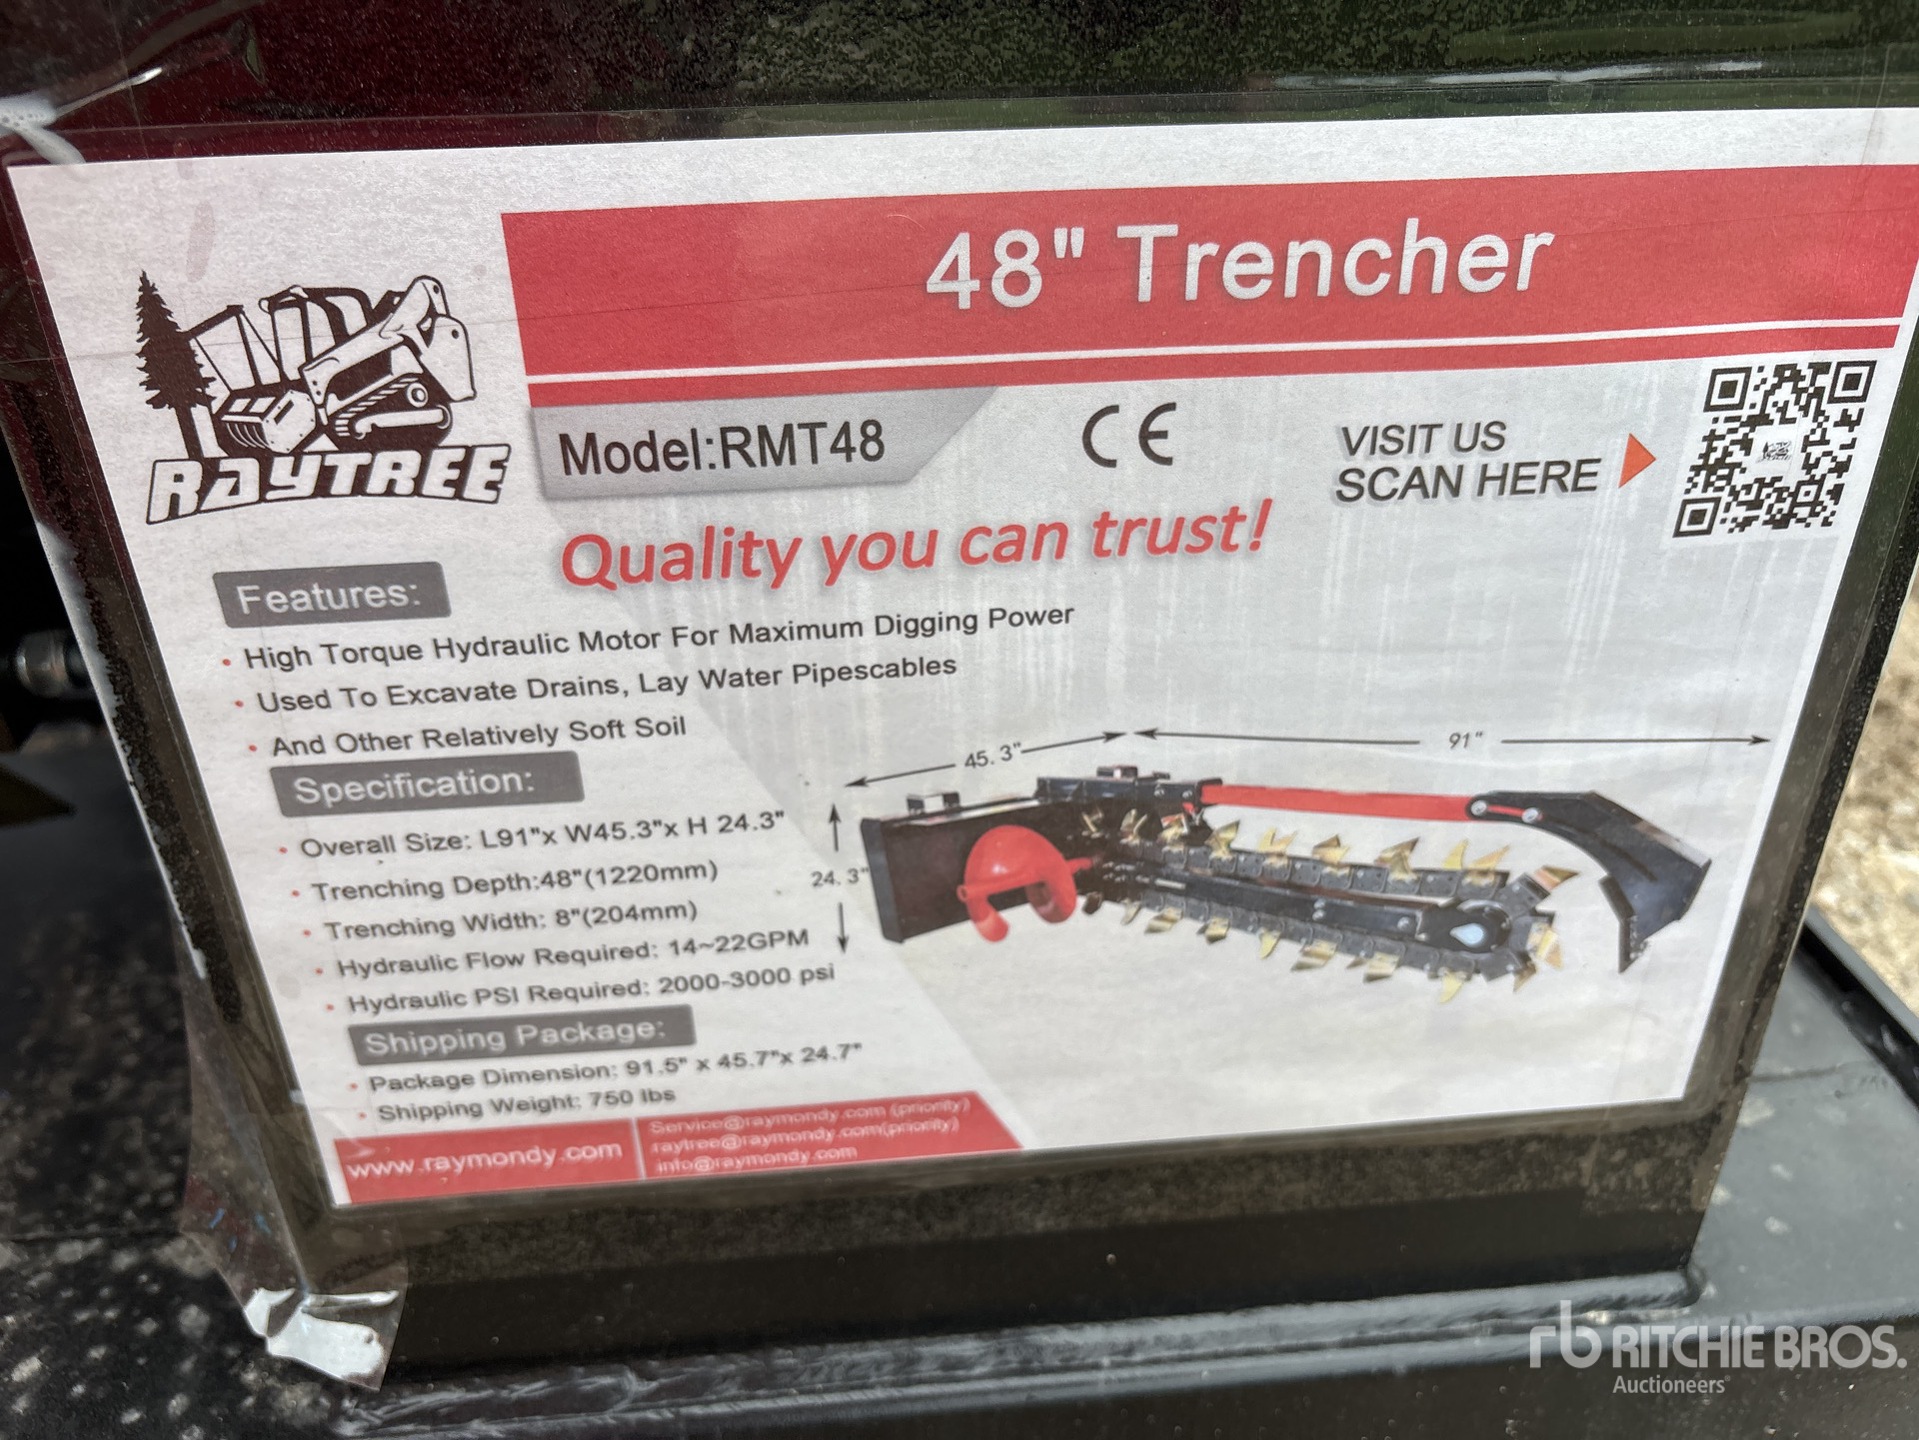 48" Trencher
RAYTREE
Model:RMT48
CE
VISIT US
SCAN HERE
Quality you can trust!
Features:
• High Torque Hydraulic Motor For Maximum Digging Power
• Used To Excavate Drains, Lay Water Pipescables
• And Other Relatively Soft Soil
Specification:
• Overall Size: L91"x W45.3"x H 24.3"
• Trenching Depth:48"(1220mm)
• Trenching Width: 8"(204mm)
• Hydraulic Flow Required: 14~22GPM
• Hydraulic PSI Required: 2000-3000 psi
45.3"
91"
24.3"
Shipping Package:
• Package Dimension: 91.5" x 45.7"x 24.7"
• Shipping Weight: 750 lbs
www.raymondy.com
Service@raymondy.com (priority)
raytree@raymondy.com(priority)
info@raymondy.com
rb RITCHIE BROS.
Auctioneers